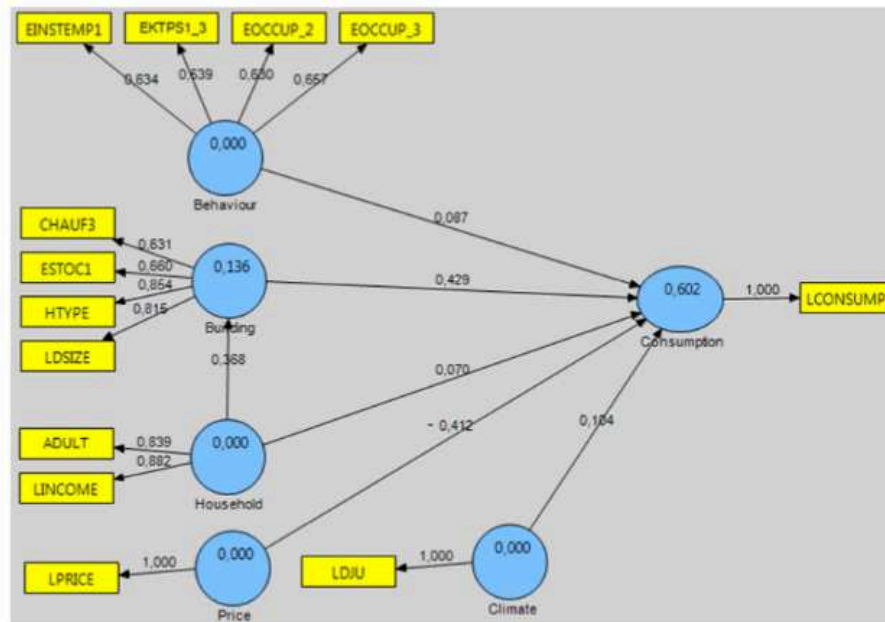 EINSTEMP1 EKTPS1_3 EOCCUP_2 EOCCUP_3
0,634 0,639 0,630 0,657
0,000
Behaviour
0,087
CHAUF3
0,631
ESTOC1
0,660
0,136
HTYPE
0,854
0,815
Building
LDSIZE
0,429
0,602
1,000
LCONSUMP
Consumption
0,368
0,070
ADULT
0,839
0,000
LINCOME
0,882
Household
- 0,412
0,104
LPRICE
1,000
0,000
Price
LDJU
1,000
0,000
Climate